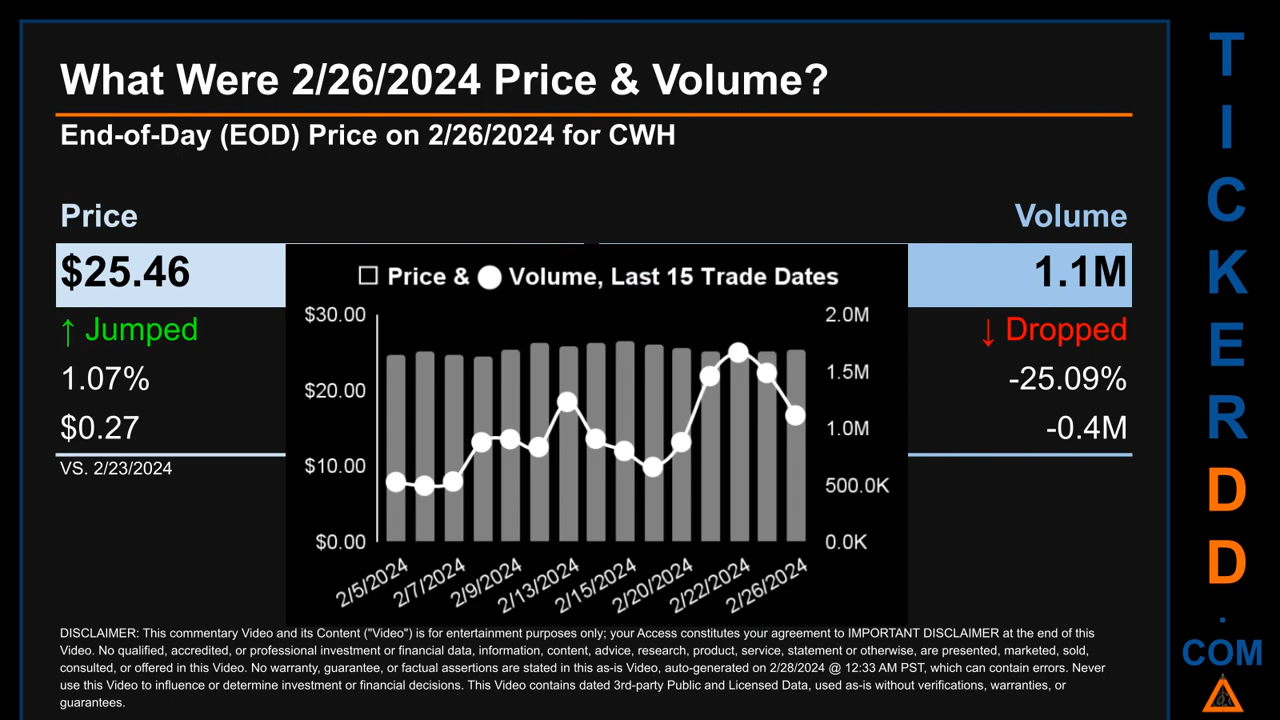 What Were 2/26/2024 Price & Volume?
End-of-Day (EOD) Price on 2/26/2024 for CWH
Price
Volume
$25.46
1.1M
↑ Jumped
↓ Dropped
1.07%
-25.09%
$0.27
-0.4M
VS. 2/23/2024
Price & Volume, Last 15 Trade Dates
$30.00
$20.00
$10.00
$0.00
2.0M
1.5M
1.0M
500.0K
0.0K
2/5/2024
2/7/2024
2/9/2024
2/13/2024
2/15/2024
2/20/2024
2/22/2024
2/26/2024
DISCLAIMER: This commentary Video and its Content ("Video") is for entertainment purposes only; your Access constitutes your agreement to IMPORTANT DISCLAIMER at the end of this
Video. No qualified, accredited, or professional investment or financial data, information, content, advice, research, product, service, statement or otherwise, are presented, marketed, sold,
consulted, or offered in this Video. No warranty, guarantee, or factual assertions are stated in this as-is Video, auto-generated on 2/28/2024 @ 12:33 AM PST, which can contain errors. Never
use this Video to influence or determine investment or financial decisions. This Video contains dated 3rd-party Public and Licensed Data, used as-is without verifications, warranties, or
guarantees.
TICKERDD.COM